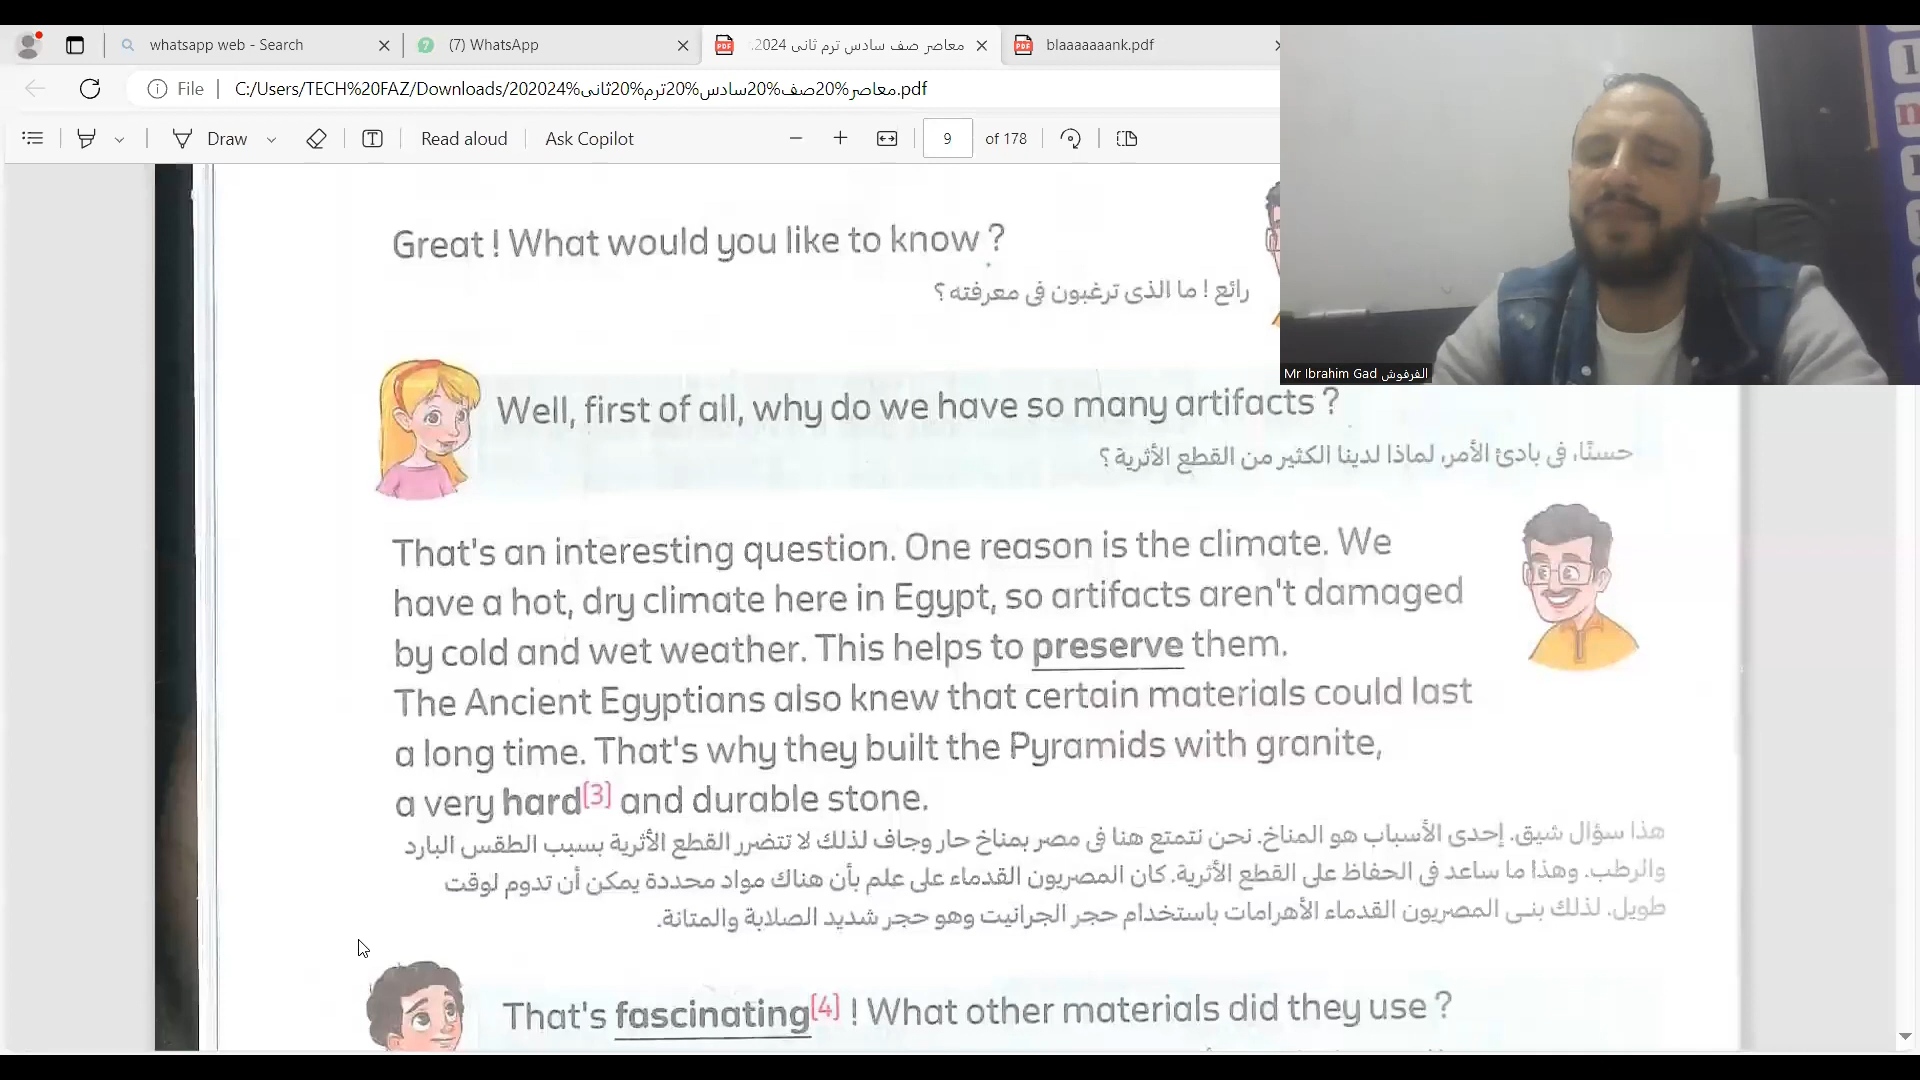 whatsapp web - Search
(7) WhatsApp
معاصر صف سادس ترم ثانى 2024.
blaaaaaaank.pdf
File
C:/Users/TECH%20FAZ/Downloads/202024%معاصر%20صف%20سادس%20ترم%20ثانى.pdf
Draw
Read aloud
Ask Copilot
9
of 178
Great ! What would you like to know ?
رائع ! ما الذى ترغبون فى معرفته ؟
Mr Ibrahim Gad الفرفوش
Well, first of all, why do we have so many artifacts ?
حسنًا، فى بادئ الأمر، لماذا لدينا الكثير من القطع الأثرية ؟
That's an interesting question. One reason is the climate. We
have a hot, dry climate here in Egypt, so artifacts aren't damaged
by cold and wet weather. This helps to preserve them.
The Ancient Egyptians also knew that certain materials could last
a long time. That's why they built the Pyramids with granite,
a very hard[3] and durable stone.
هذا سؤال شيق. إحدى الأسباب هو المناخ. نحن نتمتع هنا فى مصر بمناخ حار وجاف لذلك لا تتضرر القطع الأثرية بسبب الطقس البارد
والرطب. وهذا ما ساعد فى الحفاظ على القطع الأثرية. كان المصريون القدماء على علم بأن هناك مواد محددة يمكن أن تدوم لوقت
طويل. لذلك بنى المصريون القدماء الأهرامات باستخدام حجر الجرانيت وهو حجر شديد الصلابة والمتانة.
That's fascinating[4] ! What other materials did they use ?